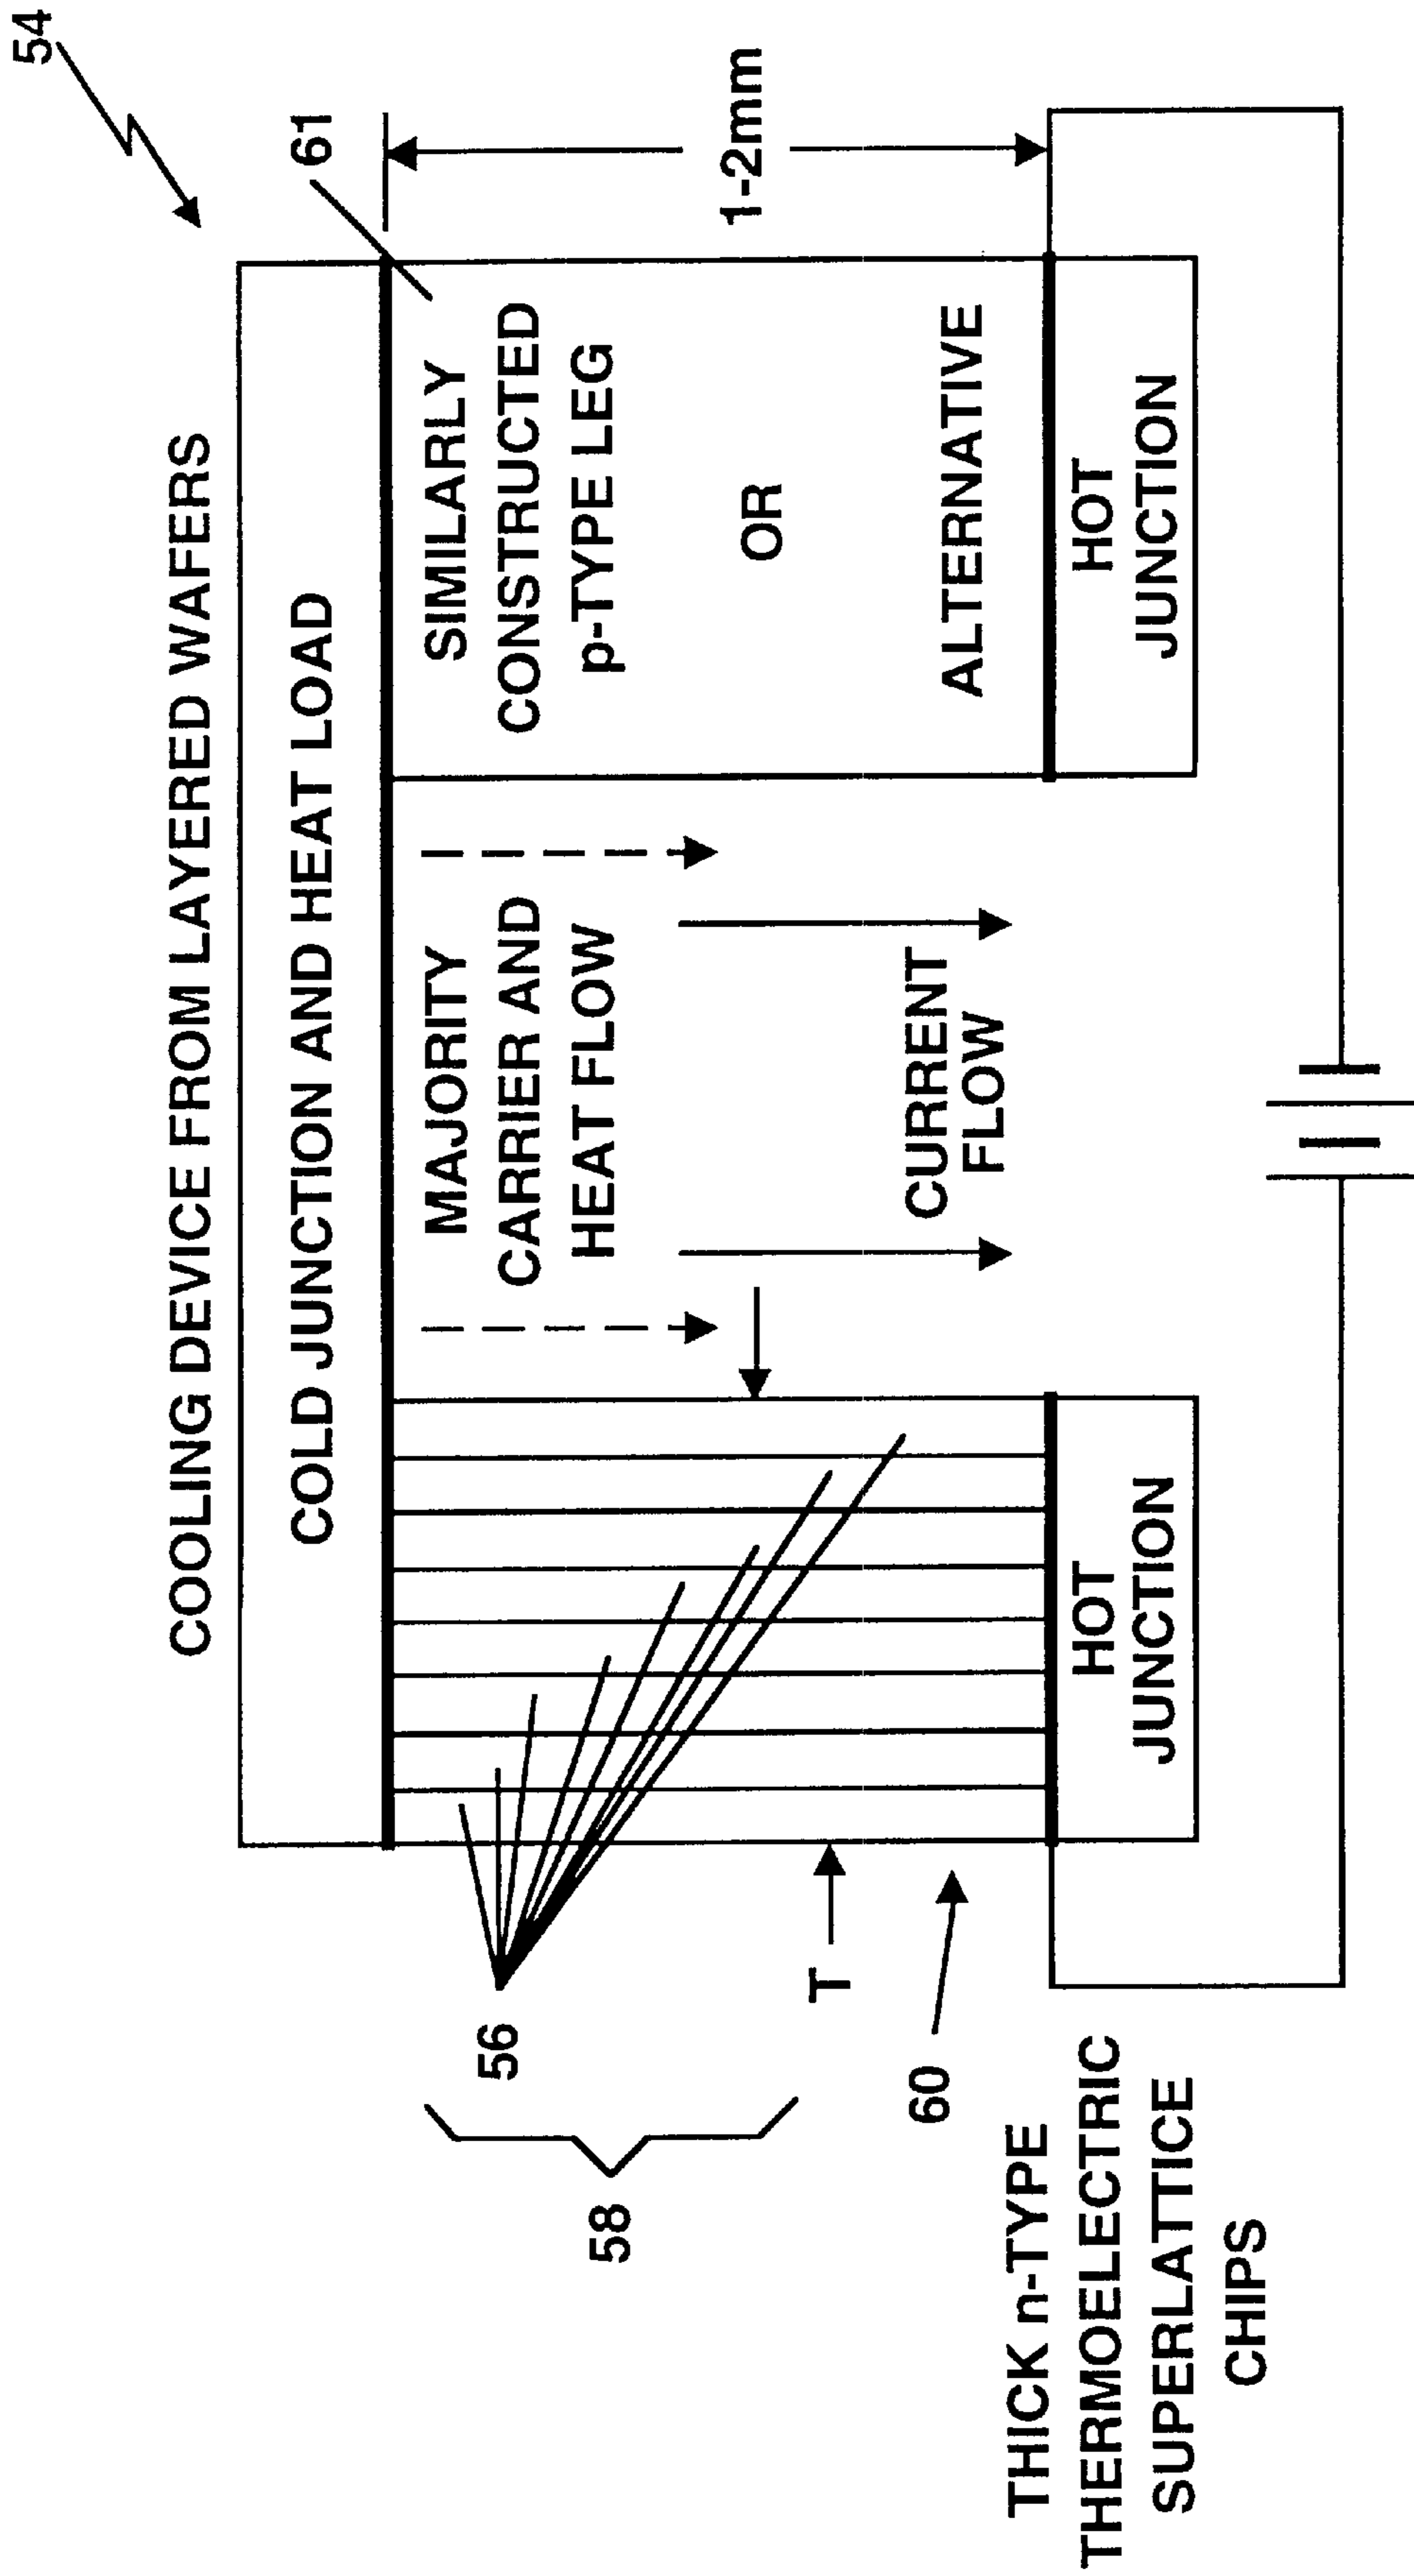 54
COOLING DEVICE FROM LAYERED WAFERS
COLD JUNCTION AND HEAT LOAD
61
56
58
MAJORITY
CARRIER AND
HEAT FLOW
SIMILARLY
CONSTRUCTED
p-TYPE LEG
OR
ALTERNATIVE
1-2mm
T
60
CURRENT
FLOW
THICK n-TYPE
THERMOELECTRIC
SUPERLATTICE
CHIPS
HOT
JUNCTION
HOT
JUNCTION